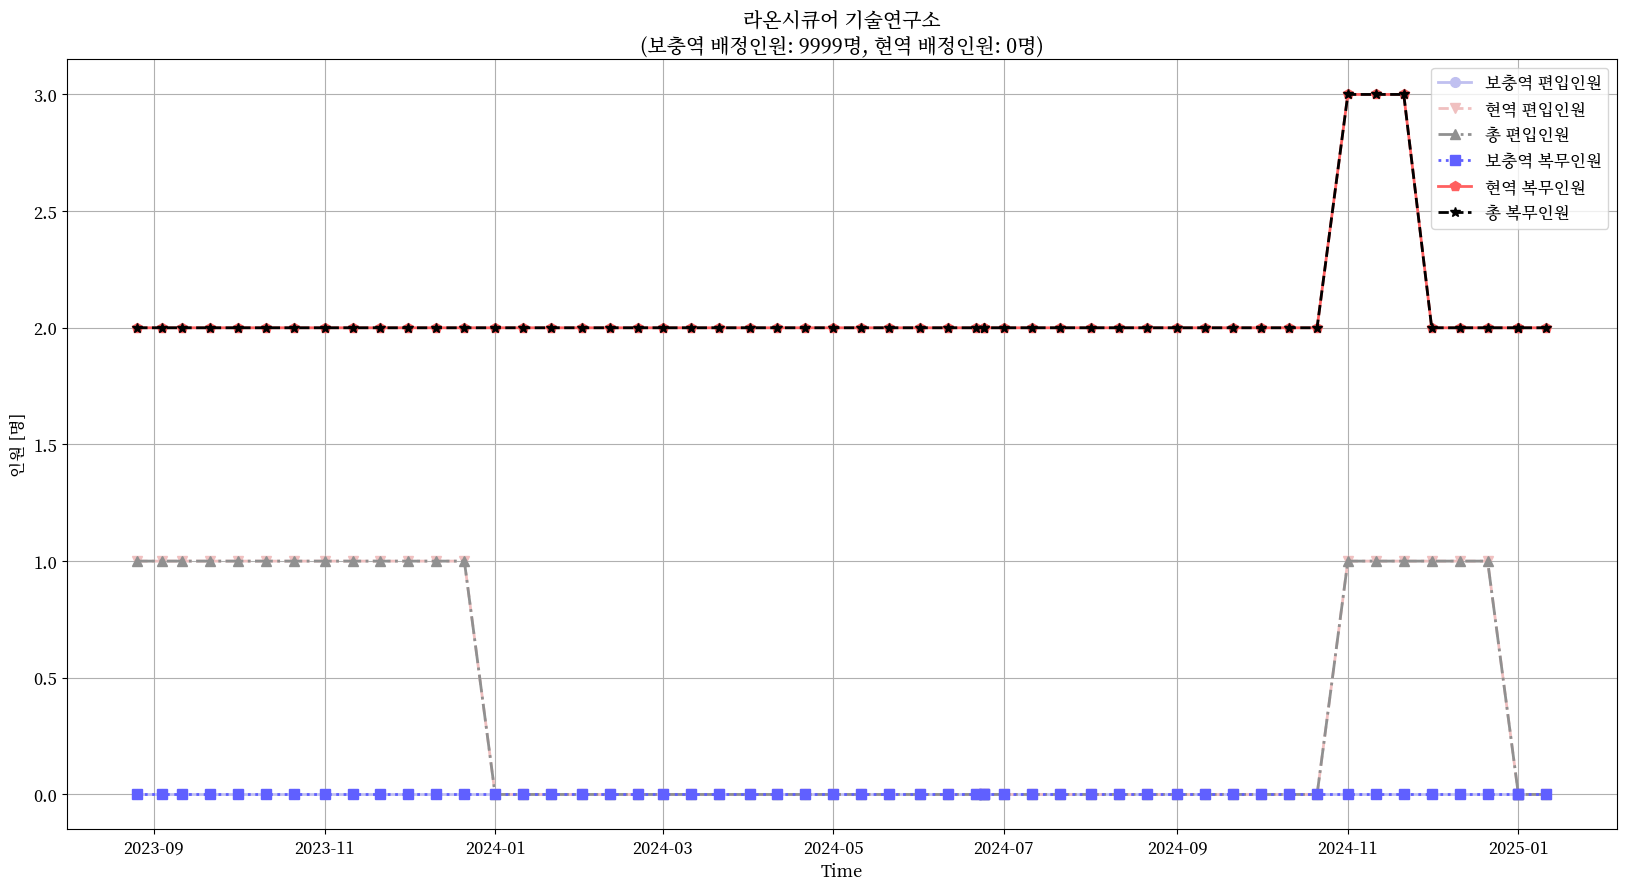 라온시큐어 기술연구소
(보충역 배정인원: 9999명, 현역 배정인원: 0명)
보충역 편입인원
현역 편입인원
총 편입인원
보충역 복무인원
현역 복무인원
총 복무인원
인원 [명]
3.0
2.5
2.0
1.5
1.0
0.5
0.0
2023-09 2023-11 2024-01 2024-03 2024-05 2024-07 2024-09 2024-11 2025-01
Time